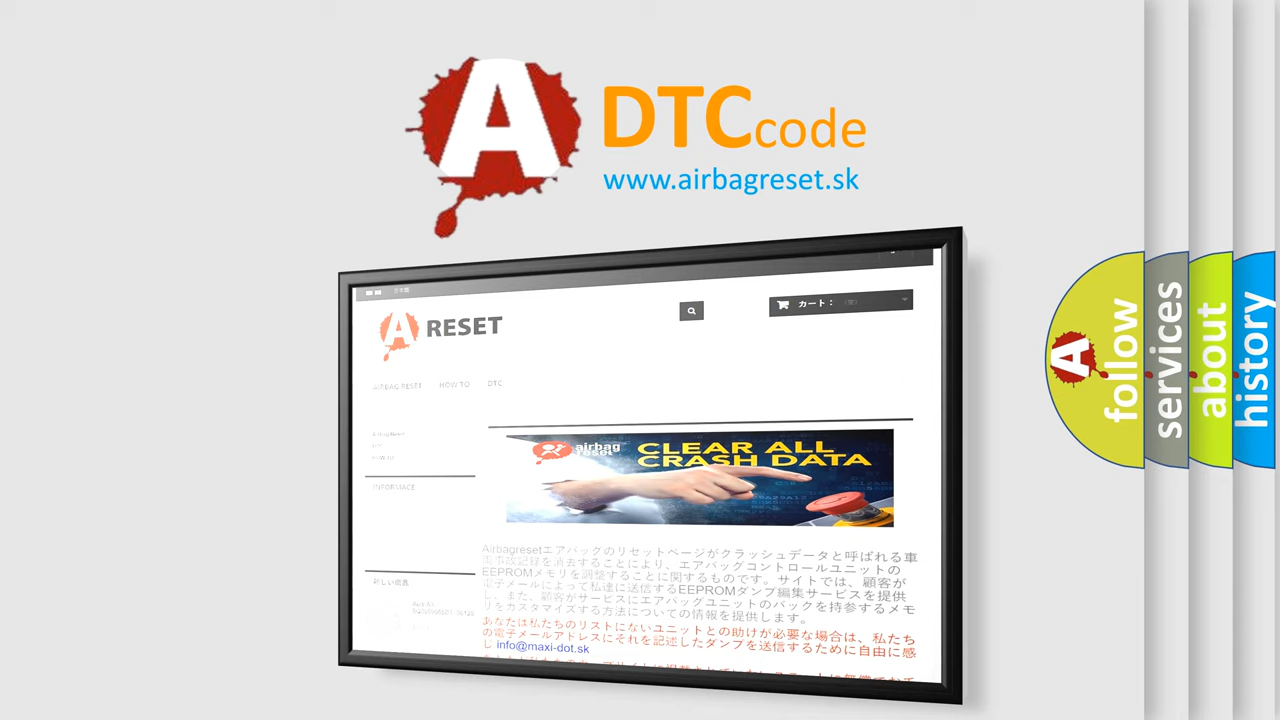 A DTC code
www.airbagreset.sk
日本語
A RESET
カート：
AIRBAG RESET HOW TO DTC
Airbag Reset
DTC
HOW TO
INFORMACE
airbag reset
CLEAR ALL
CRASH DATA
Airbagresetエアバッグのリセットページがクラッシュデータと呼ばれる車
両事故記録を消去することにより、エアバッグコントロールユニットの
EEPROMメモリを調整することに関するものです。サイトでは、顧客が
電子メールによって私達に送信するEEPROMダンプ編集サービスを提供
し、また、顧客がサービスにエアバッグユニットのバックを持参するメモ
リをカスタマイズする方法についての情報を提供します。
あなたは私たちのリストにないユニットとの助けが必要な場合は、私たち
の電子メールアドレスにそれを記述したダンプを送信するために自由に感
じ info@maxi-dot.sk
A follow
services
about
history